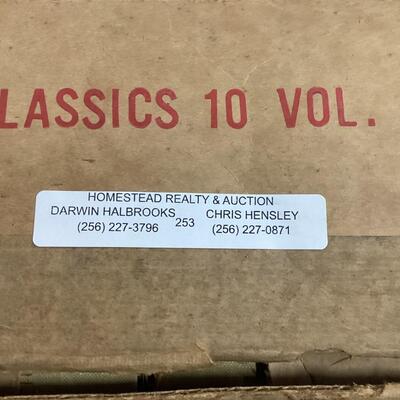 LASSICS 10 VOL.
HOMESTEAD REALTY & AUCTION
DARWIN HALBROOKS 253 CHRIS HENSLEY
(256) 227-3796 (256) 227-0871